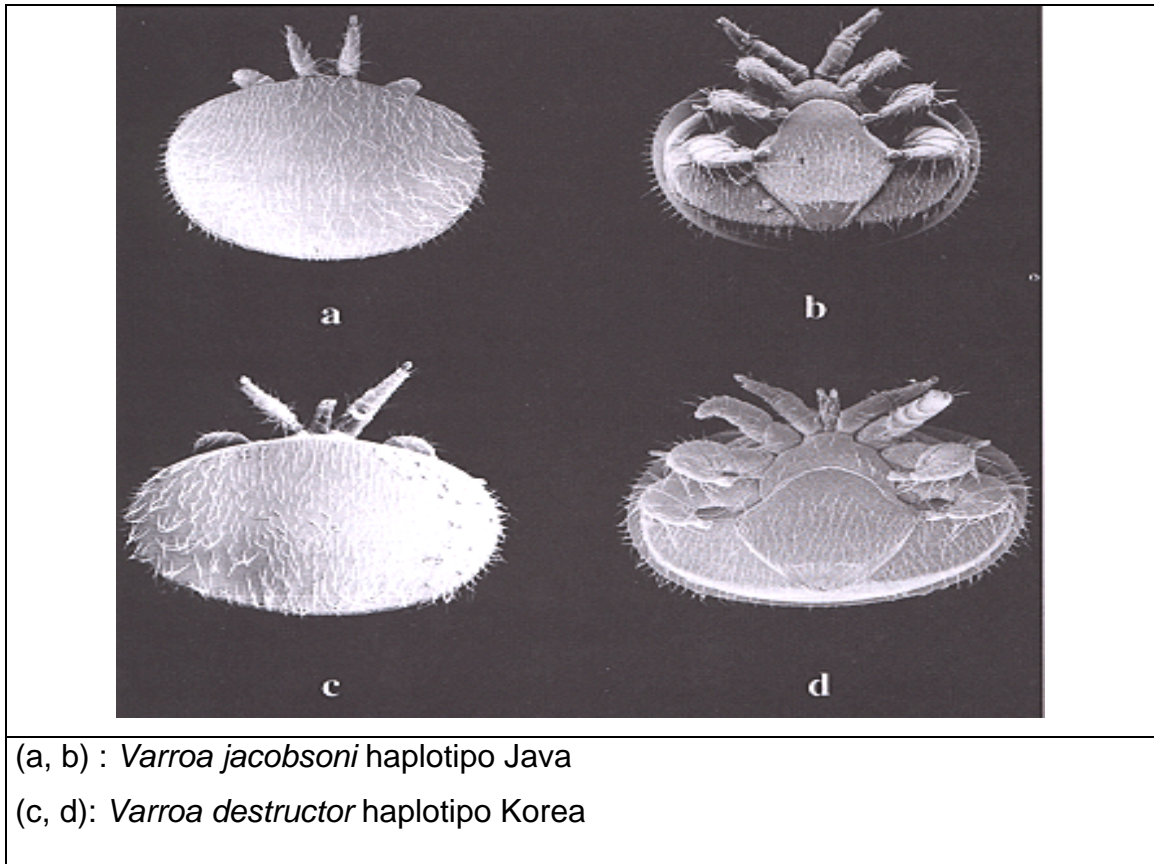 a
b
c
d
(a, b) : Varroa jacobsoni haplotipo Java
(c, d): Varroa destructor haplotipo Korea